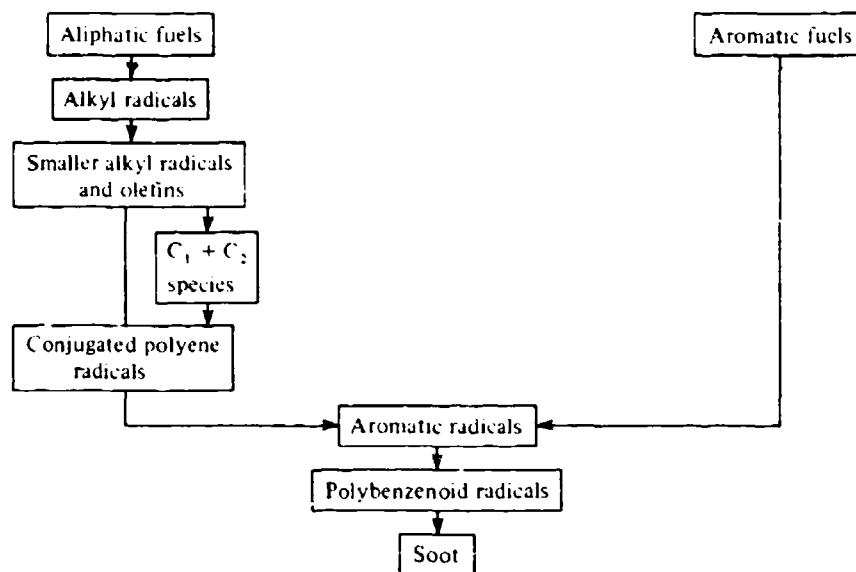 Aliphatic fuels
Aromatic fuels
Alkyl radicals
Smaller alkyl radicals
and olefins
C₁ + C₂
species
Conjugated polyene
radicals
Aromatic radicals
Polybenzenoid radicals
Soot